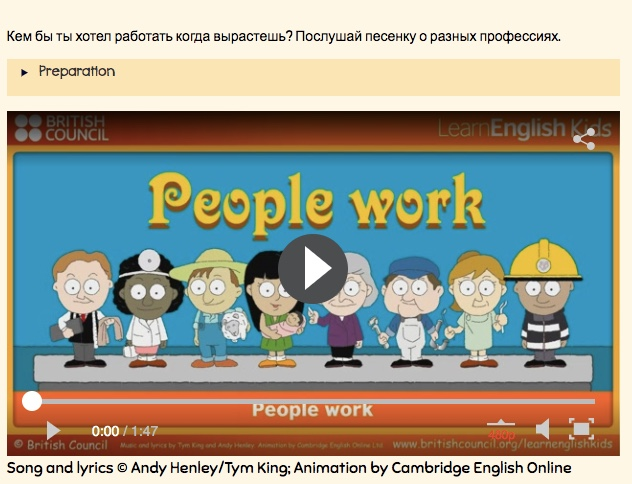 Кем бы ты хотел работать когда вырастешь? Послушай песенку о разных профессиях.
Preparation
BRITISH
COUNCIL
LearnEnglish Kids
People work
People work
0:00 / 1:47
480p
© British Council Music and lyrics by Tym King and Andy Henley. Animation by Cambridge English Online Ltd www.britishcouncil.org/learnenglishkids
Song and lyrics © Andy Henley/Tym King; Animation by Cambridge English Online